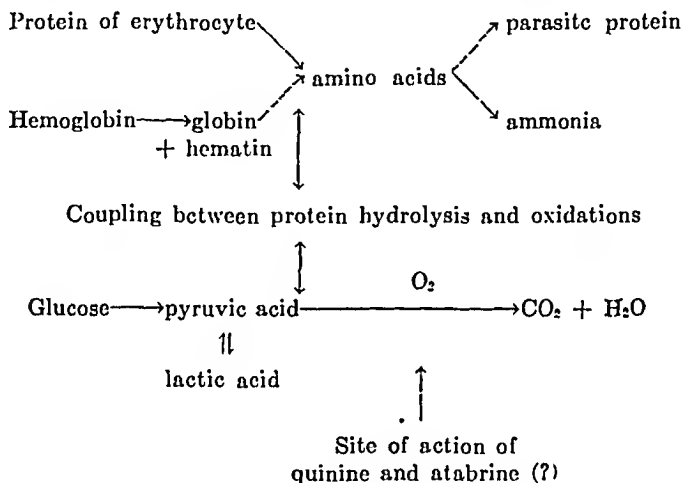 Protein of erythrocyte parasite protein
amino acids
Hemoglobin⟶globin ammonia
+ hematin
Coupling between protein hydrolysis and oxidations
O₂
Glucose⟶pyruvic acid⟶CO₂ + H₂O
⇅
lactic acid
Site of action of
quinine and atabrine (?)